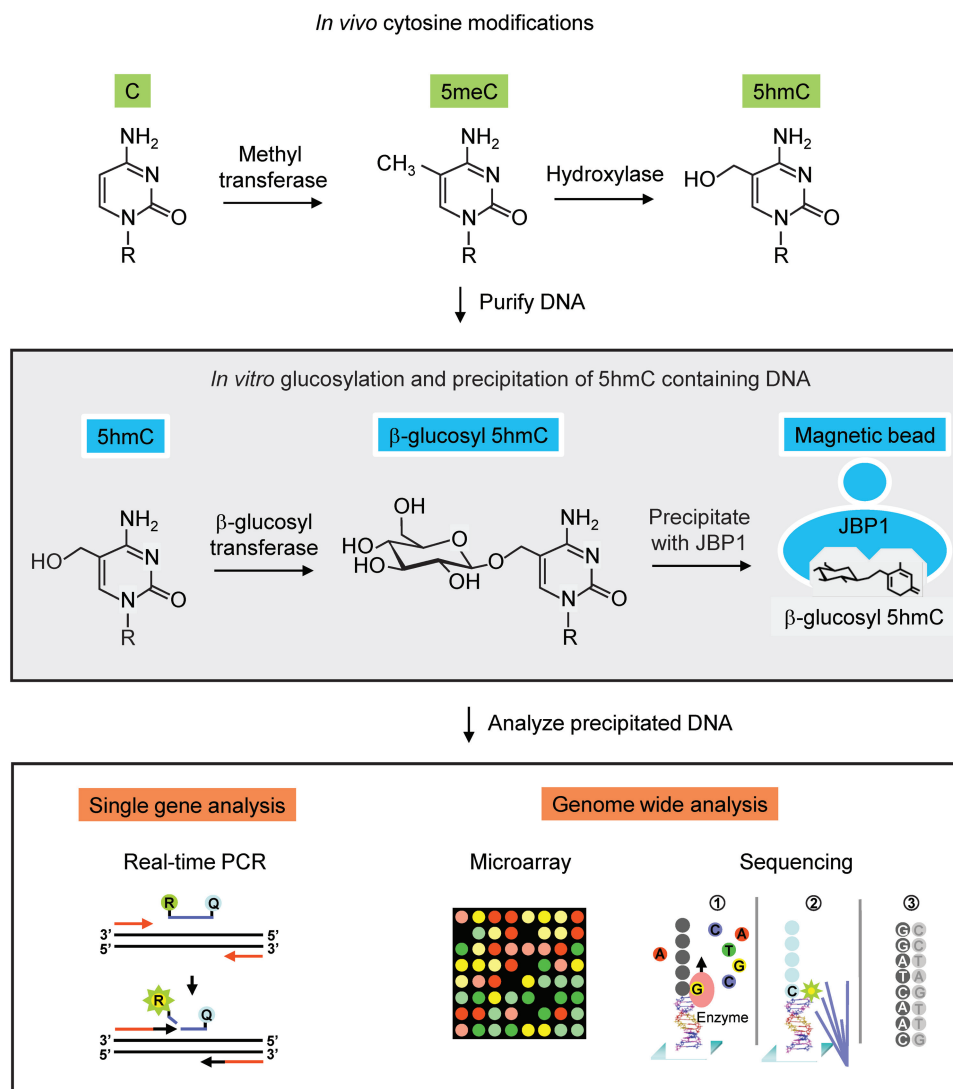 In vivo cytosine modifications
C
5meC
5hmC
NH2
N
N
O
R
Methyl
transferase
CH3
NH2
N
N
O
R
Hydroxylase
HO
NH2
N
N
O
R
Purify DNA
In vitro glucosylation and precipitation of 5hmC containing DNA
5hmC
β-glucosyl 5hmC
Magnetic bead
HO
NH2
N
N
O
R
β-glucosyl
transferase
OH
HO
HO
O
OH
O
NH2
N
N
O
R
Precipitate
with JBP1
JBP1
β-glucosyl 5hmC
Analyze precipitated DNA
Single gene analysis
Genome wide analysis
Real-time PCR
Microarray
Sequencing
R
Q
3’
5’
5’
3’
R
Q
3’
5’
5’
3’
①
②
③
C
A
A
T
G
C
G
Enzyme
C
G C
G C
A T
T A
C G
A T
A T
C G